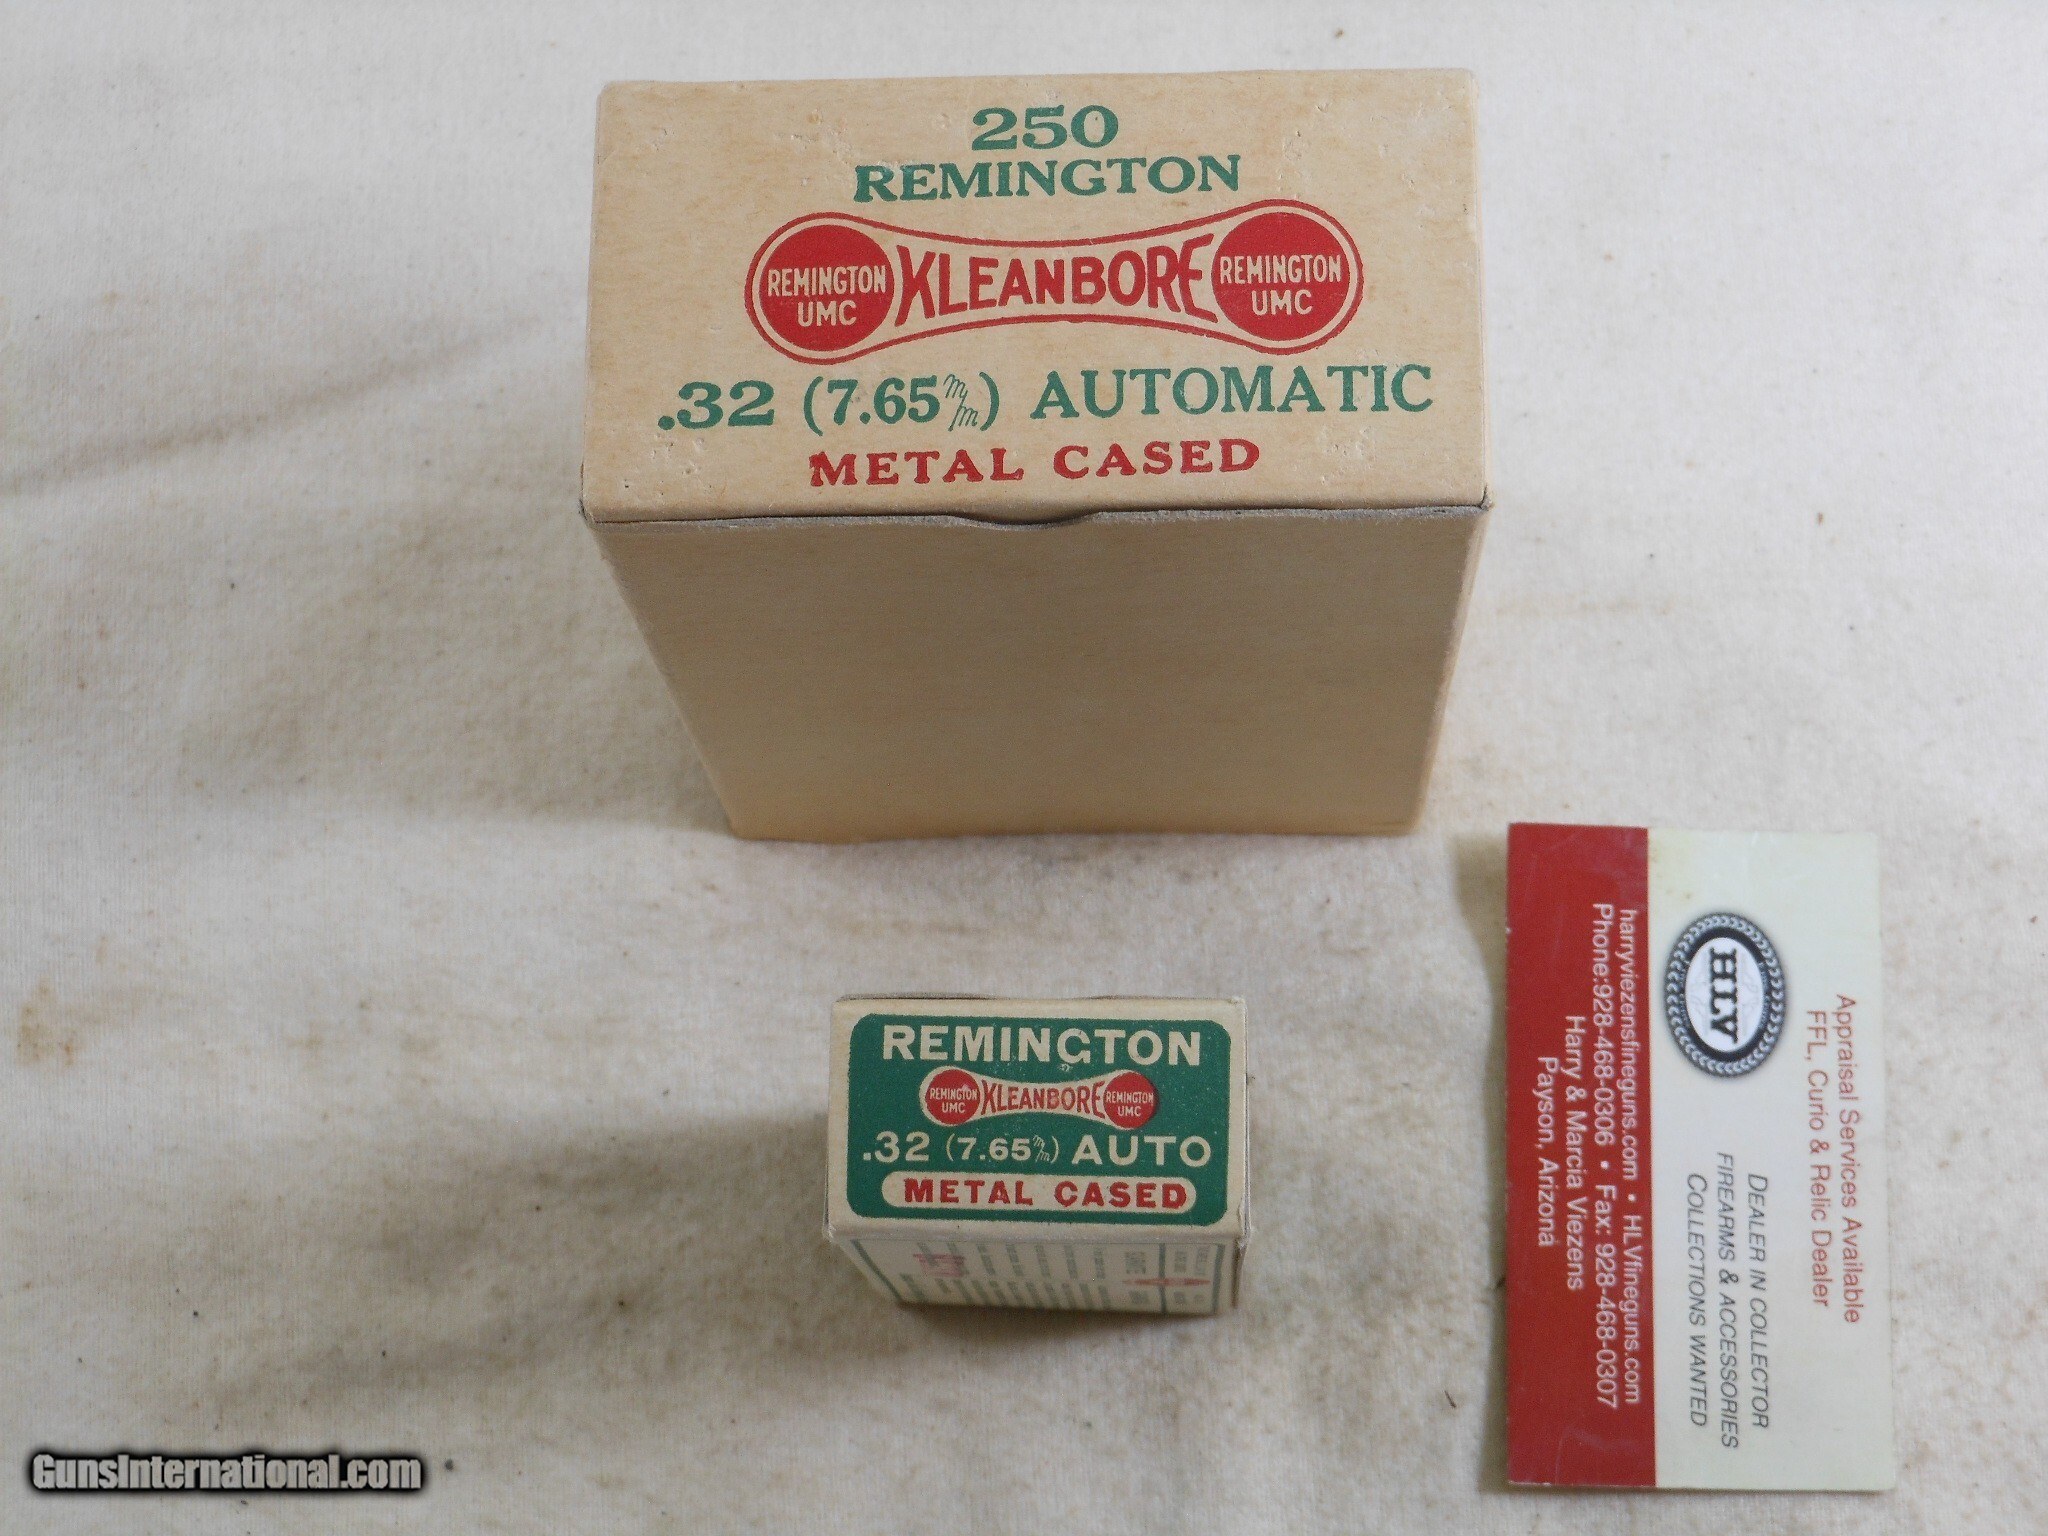 250
REMINGTON
REMINGTON
UMC
KLEANBORE
REMINGTON
UMC
.32 (7.65 m/m) AUTOMATIC
METAL CASED
REMINGTON
REMINGTON
UMC
KLEANBORE
REMINGTON
UMC
.32 (7.65 m/m) AUTO
METAL CASED
Appraisal Services Available
FFL, Curio & Relic Dealer
DEALER IN COLLECTOR
FIREARMS & ACCESSORIES
COLLECTIONS WANTED
HLV
harryviezensfineguns.com • HLVfineguns.com
Phone:928-468-0306 • Fax: 928-468-0307
Harry & Marcia Viezens
Payson, Arizona
GunsInternational.com